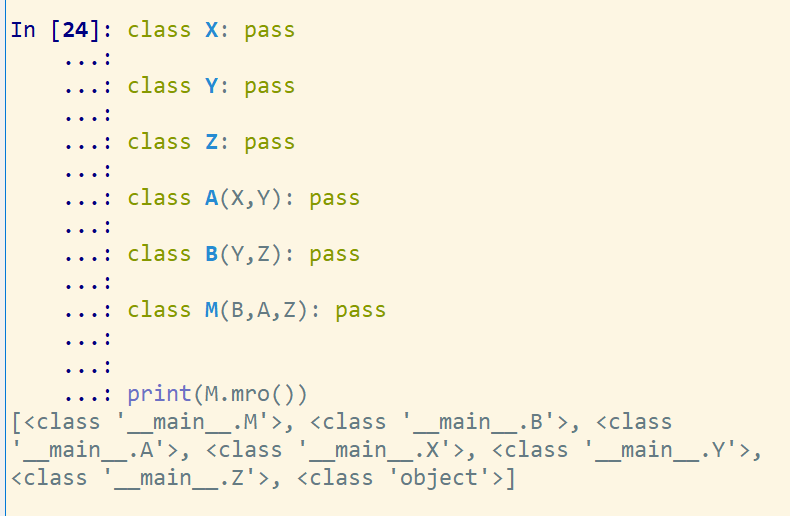 In [24]: class X: pass
...:
...: class Y: pass
...:
...: class Z: pass
...:
...: class A(X,Y): pass
...:
...: class B(Y,Z): pass
...:
...: class M(B,A,Z): pass
...:
...:
...: print(M.mro())
[<class '__main__.M'>, <class '__main__.B'>, <class
'__main__.A'>, <class '__main__.X'>, <class '__main__.Y'>,
<class '__main__.Z'>, <class 'object'>]